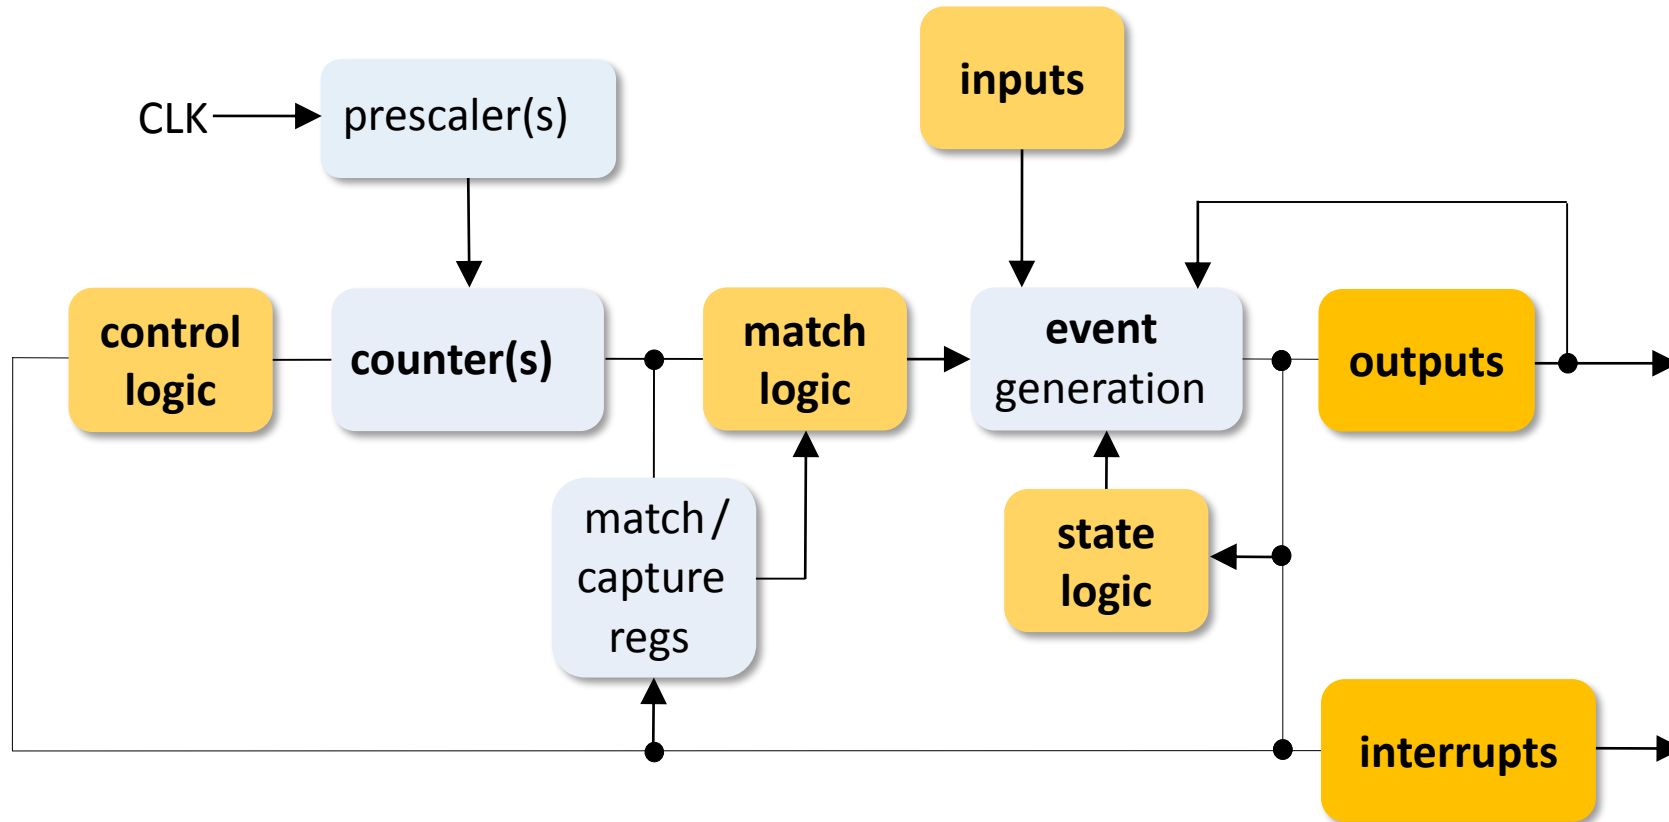 inputs
CLK
prescaler(s)
control
logic
counter(s)
match
logic
event
generation
outputs
match /
capture
regs
state
logic
interrupts